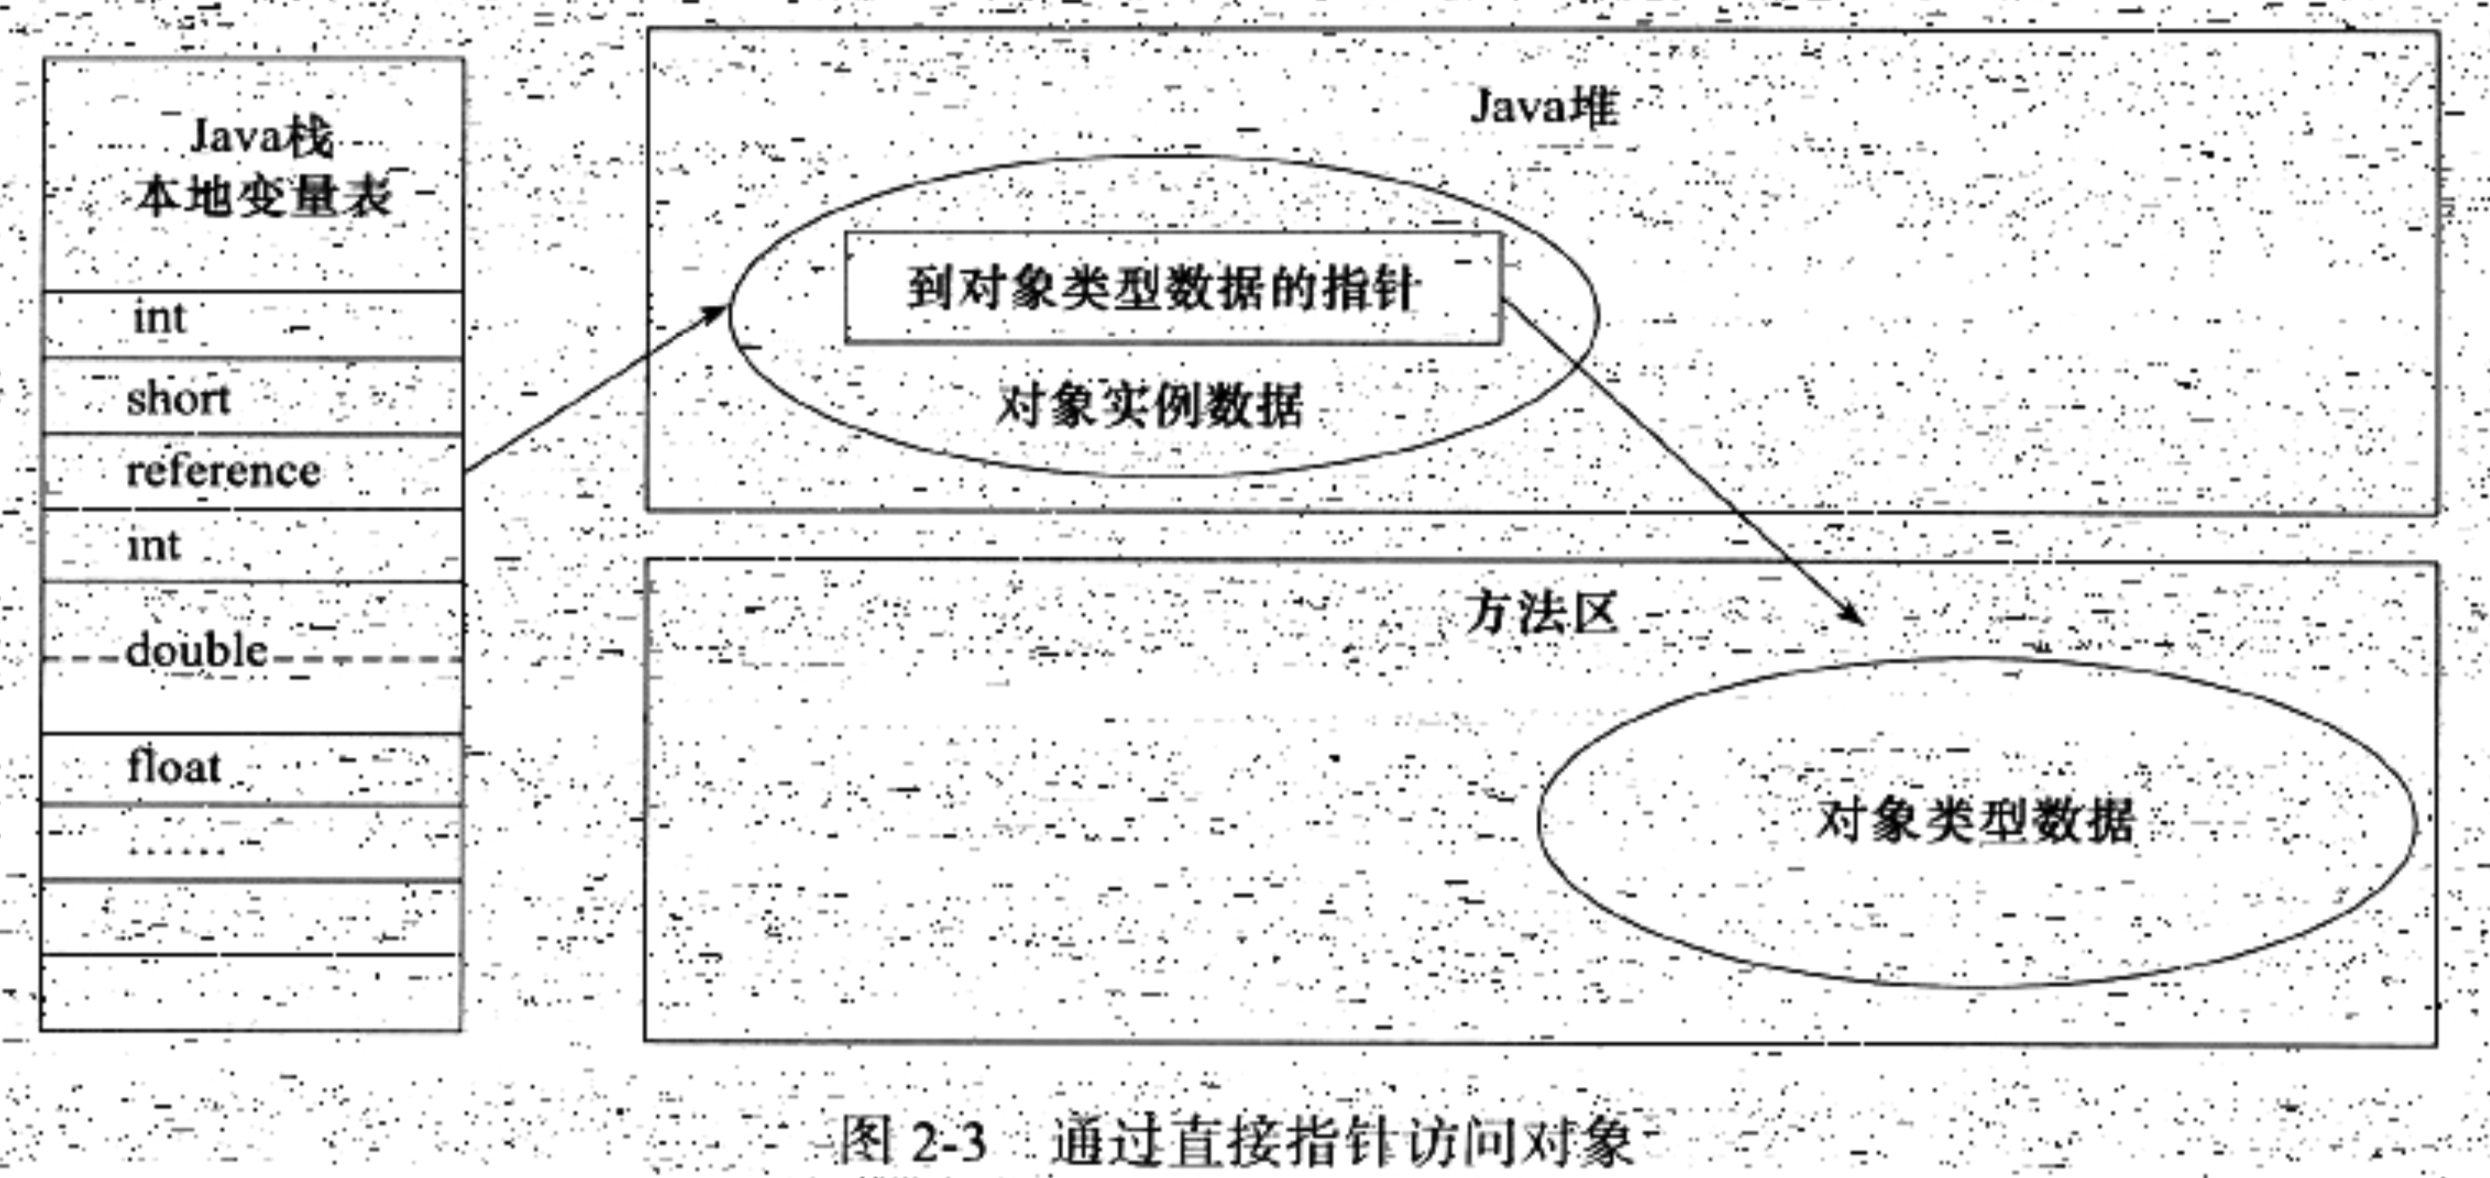 Java栈
本地变量表
int
short
reference
int
double
float
......
Java堆
到对象类型数据的指针
对象实例数据
方法区
对象类型数据
图 2-3 通过直接指针访问对象